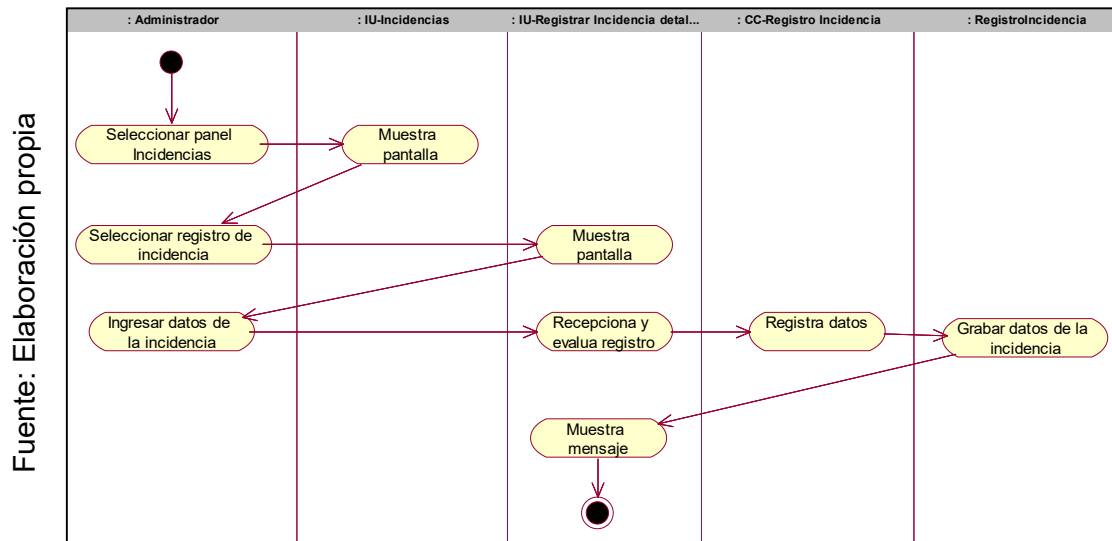 : Administrador
: IU-Incidencias
: IU-Registrar Incidencia detal...
: CC-Registro Incidencia
: RegistroIncidencia
Seleccionar panel
Incidencias
Muestra
pantalla
Seleccionar registro de
incidencia
Muestra
pantalla
Ingresar datos de
la incidencia
Recepciona y
evalua registro
Registra datos
Grabar datos de la
incidencia
Muestra
mensaje
Fuente: Elaboración propia